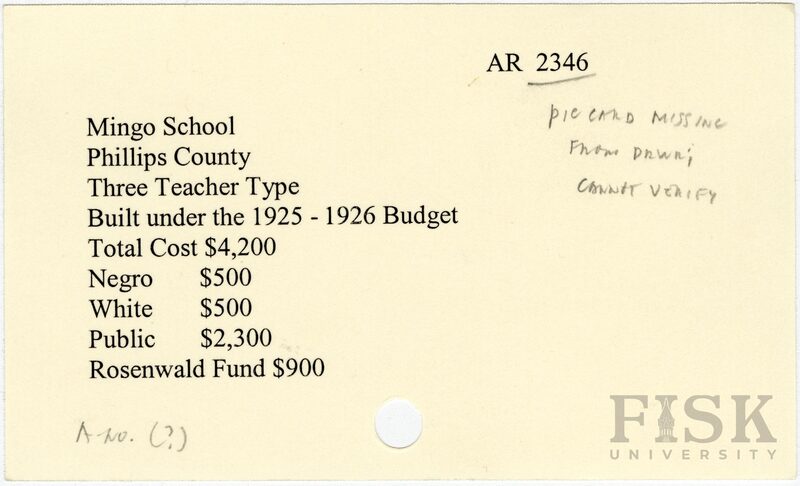 AR 2346
PIC CARD MISSING
FROM DRWR;
CANNOT VERIFY
Mingo School
Phillips County
Three Teacher Type
Built under the 1925 - 1926 Budget
Total Cost $4,200
Negro $500
White $500
Public $2,300
Rosenwald Fund $900
A-No. (?)
FISK
UNIVERSITY